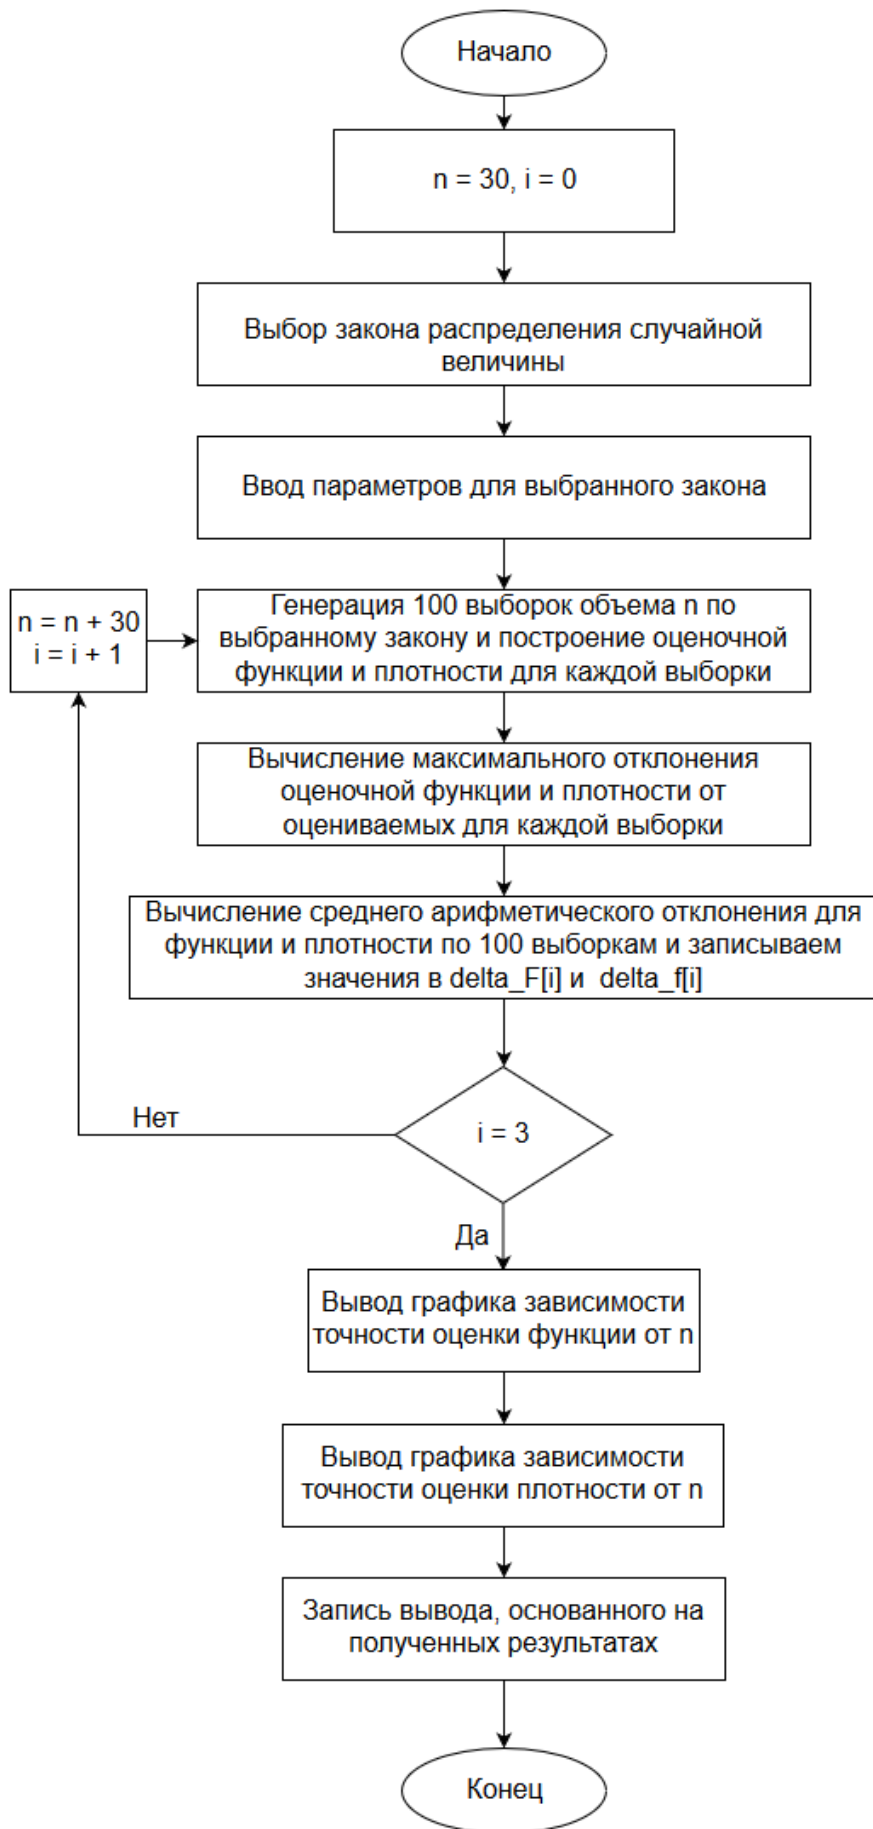 Начало
n = 30, i = 0
Выбор закона распределения случайной
величины
Ввод параметров для выбранного закона
n = n + 30
i = i + 1
Генерация 100 выборок объема n по
выбранному закону и построение оценочной
функции и плотности для каждой выборки
Вычисление максимального отклонения
оценочной функции и плотности от
оцениваемых для каждой выборки
Вычисление среднего арифметического отклонения для
функции и плотности по 100 выборкам и записываем
значения в delta_F[i] и delta_f[i]
Нет
i = 3
Да
Вывод графика зависимости
точности оценки функции от n
Вывод графика зависимости
точности оценки плотности от n
Запись вывода, основанного на
полученных результатах
Конец